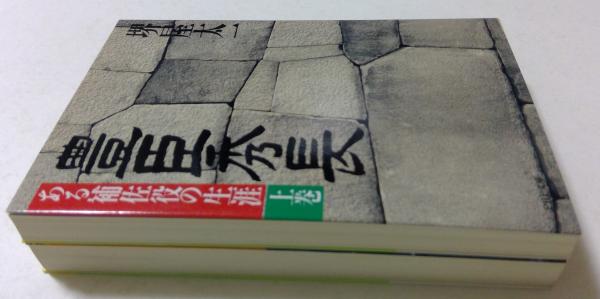 堺屋太一
豊臣秀長
ある補佐役の生涯
上巻